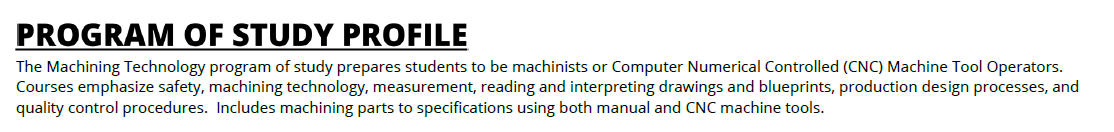 PROGRAM OF STUDY PROFILE
The Machining Technology program of study prepares students to be machinists or Computer Numerical Controlled (CNC) Machine Tool Operators.
Courses emphasize safety, machining technology, measurement, reading and interpreting drawings and blueprints, production design processes, and
quality control procedures.  Includes machining parts to specifications using both manual and CNC machine tools.